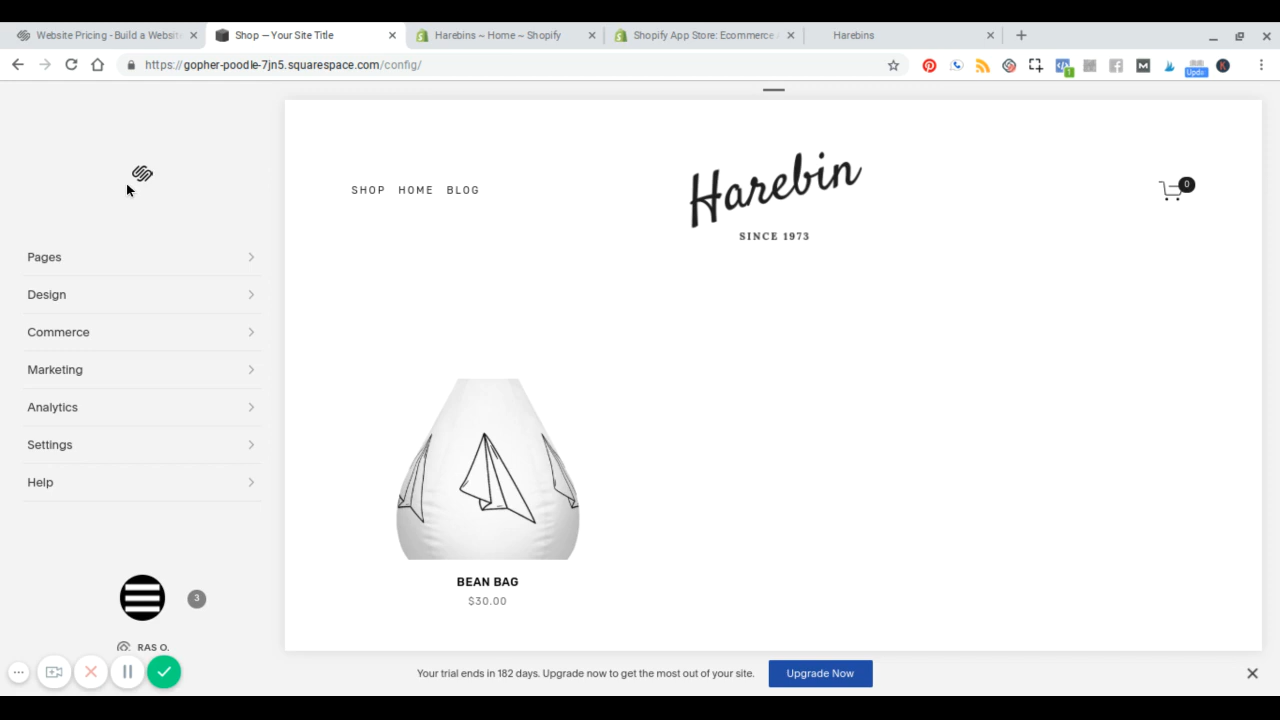 Website Pricing - Build a Website
Shop — Your Site Title
Harebins ~ Home ~ Shopify
Shopify App Store: Ecommerce
Harebins
https://gopher-poodle-7jn5.squarespace.com/config/
1
M
Upda
K
SHOP HOME BLOG
Harebin
SINCE 1973
0
Pages
Design
Commerce
Marketing
Analytics
Settings
Help
3
RAS O.
BEAN BAG
$30.00
Your trial ends in 182 days. Upgrade now to get the most out of your site.
Upgrade Now